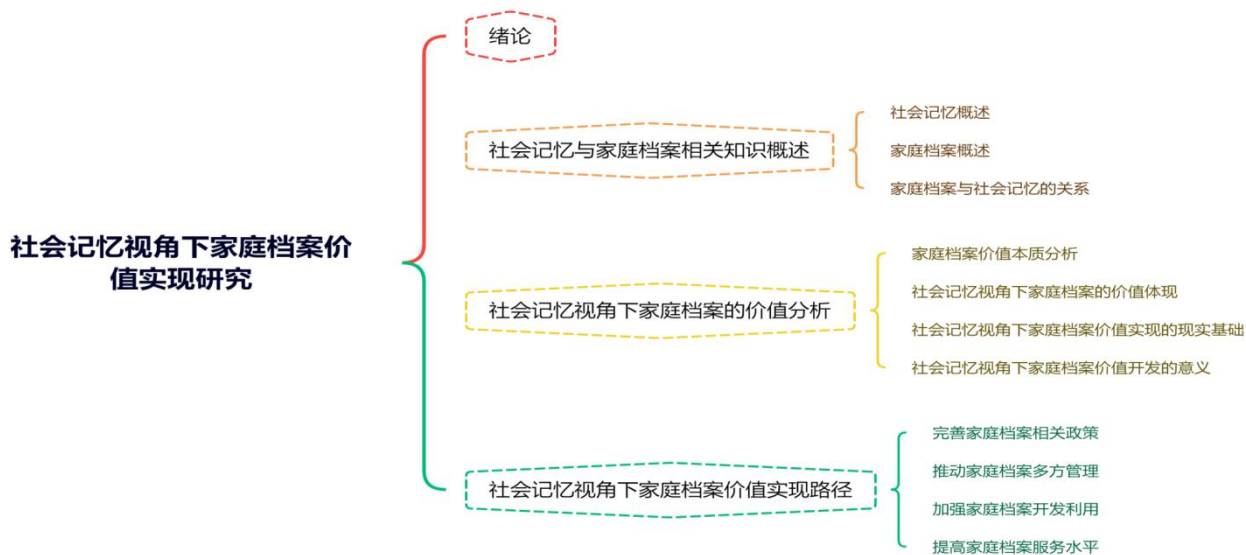 社会记忆视角下家庭档案价
值实现研究
绪论
社会记忆与家庭档案相关知识概述
社会记忆概述
家庭档案概述
家庭档案与社会记忆的关系
社会记忆视角下家庭档案的价值分析
家庭档案价值本质分析
社会记忆视角下家庭档案的价值体现
社会记忆视角下家庭档案价值实现的现实基础
社会记忆视角下家庭档案价值开发的意义
社会记忆视角下家庭档案价值实现路径
完善家庭档案相关政策
推动家庭档案多方管理
加强家庭档案开发利用
提高家庭档案服务水平